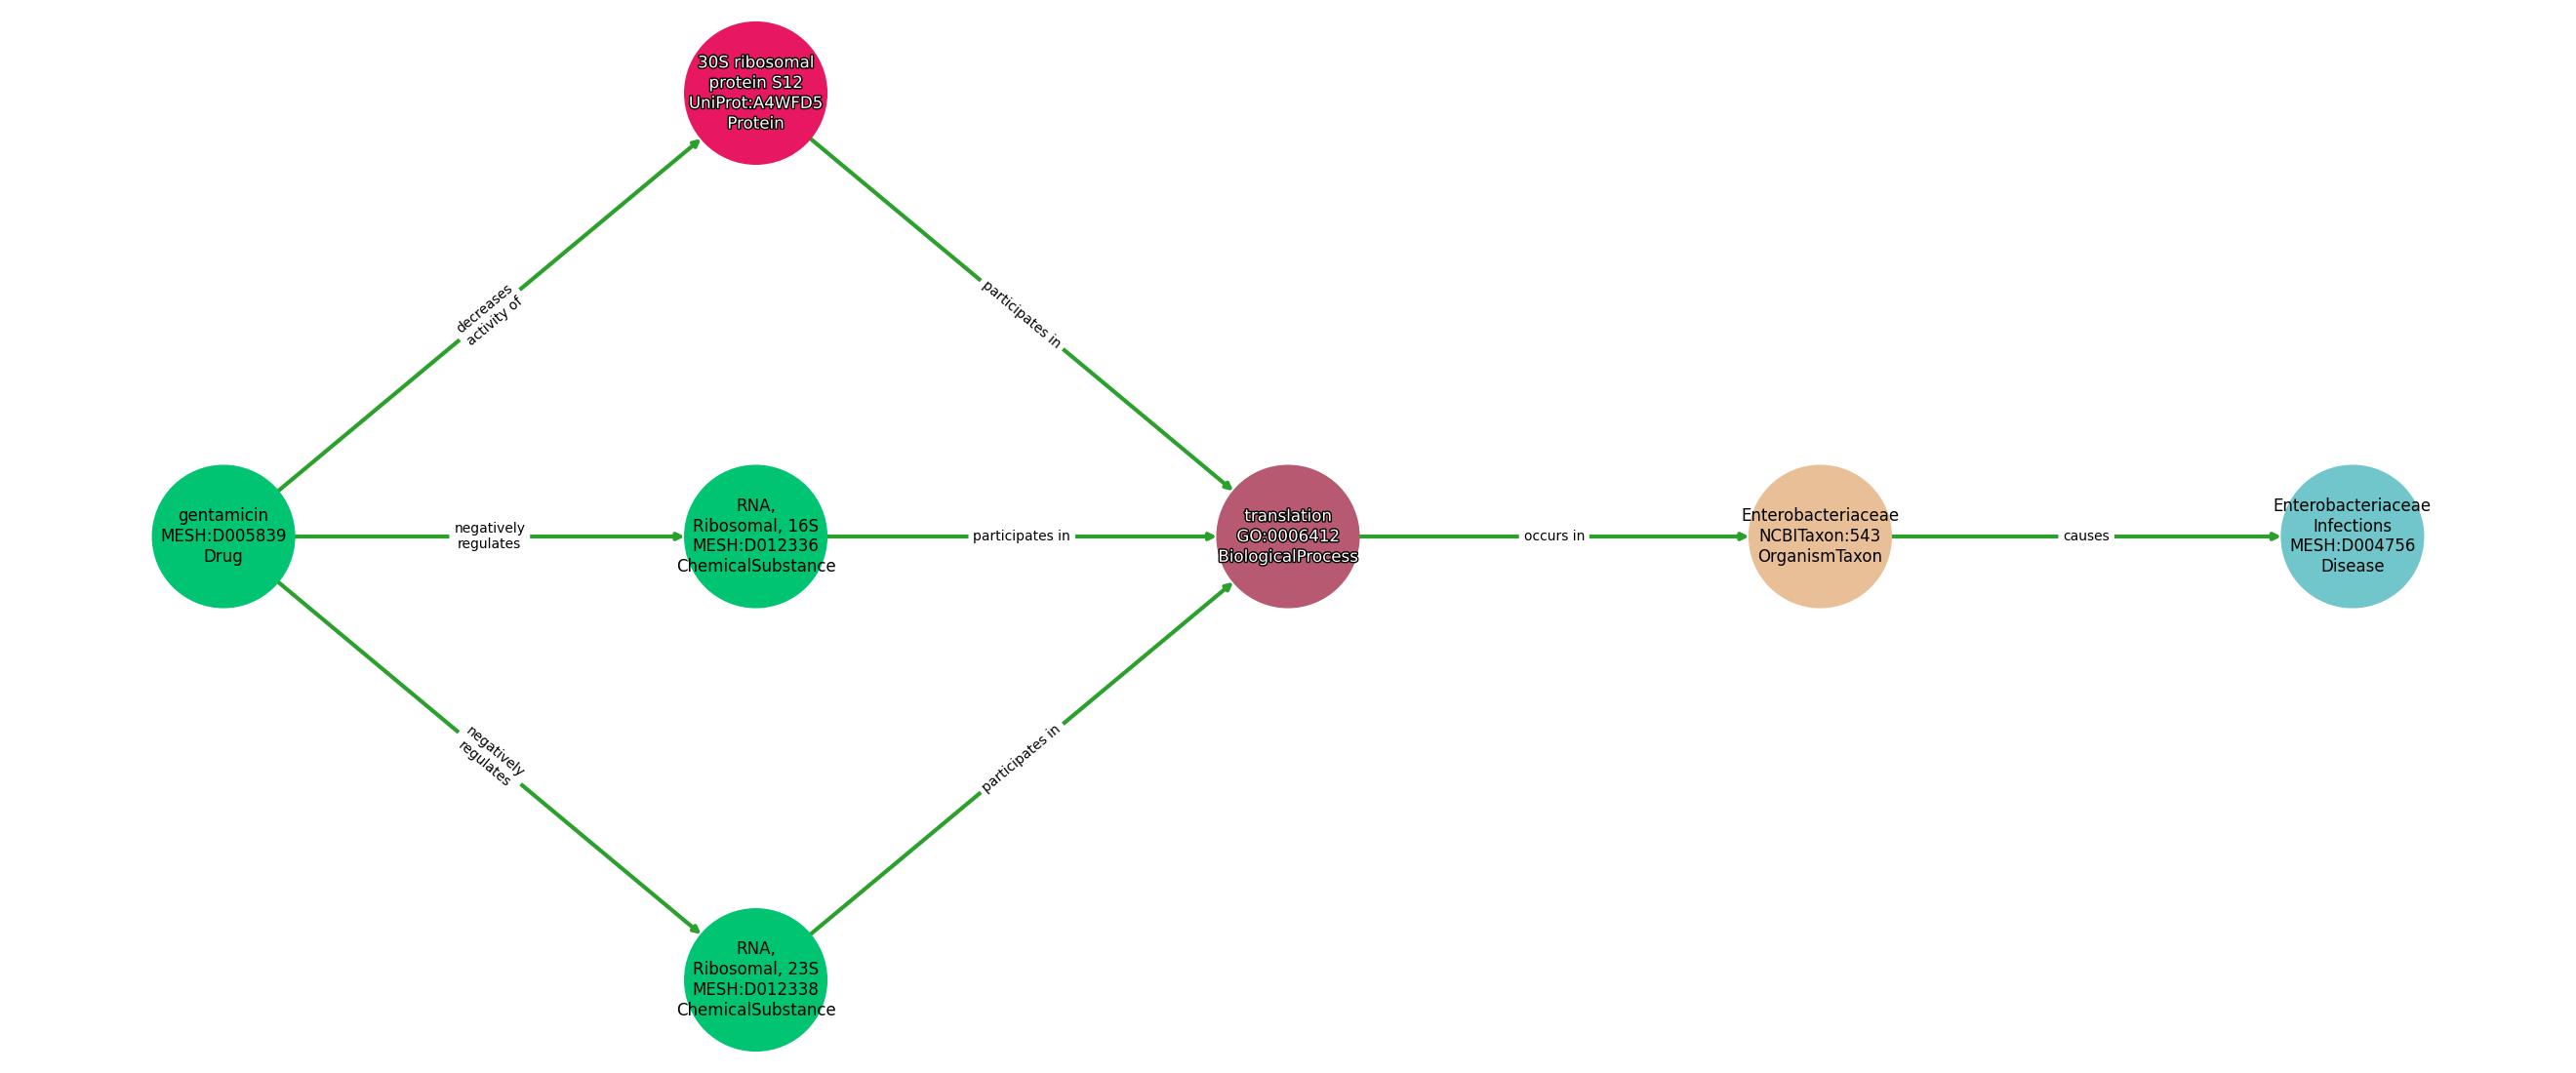 30S ribosomal
protein S12
UniProt:A4WFD5
Protein
decreases
activity of
participates in
gentamicin
MESH:D005839
Drug
negatively
regulates
RNA,
Ribosomal, 16S
MESH:D012336
ChemicalSubstance
participates in
translation
GO:0006412
BiologicalProcess
occurs in
Enterobacteriaceae
NCBITaxon:543
OrganismTaxon
causes
Enterobacteriaceae
Infections
MESH:D004756
Disease
negatively
regulates
participates in
RNA,
Ribosomal, 23S
MESH:D012338
ChemicalSubstance